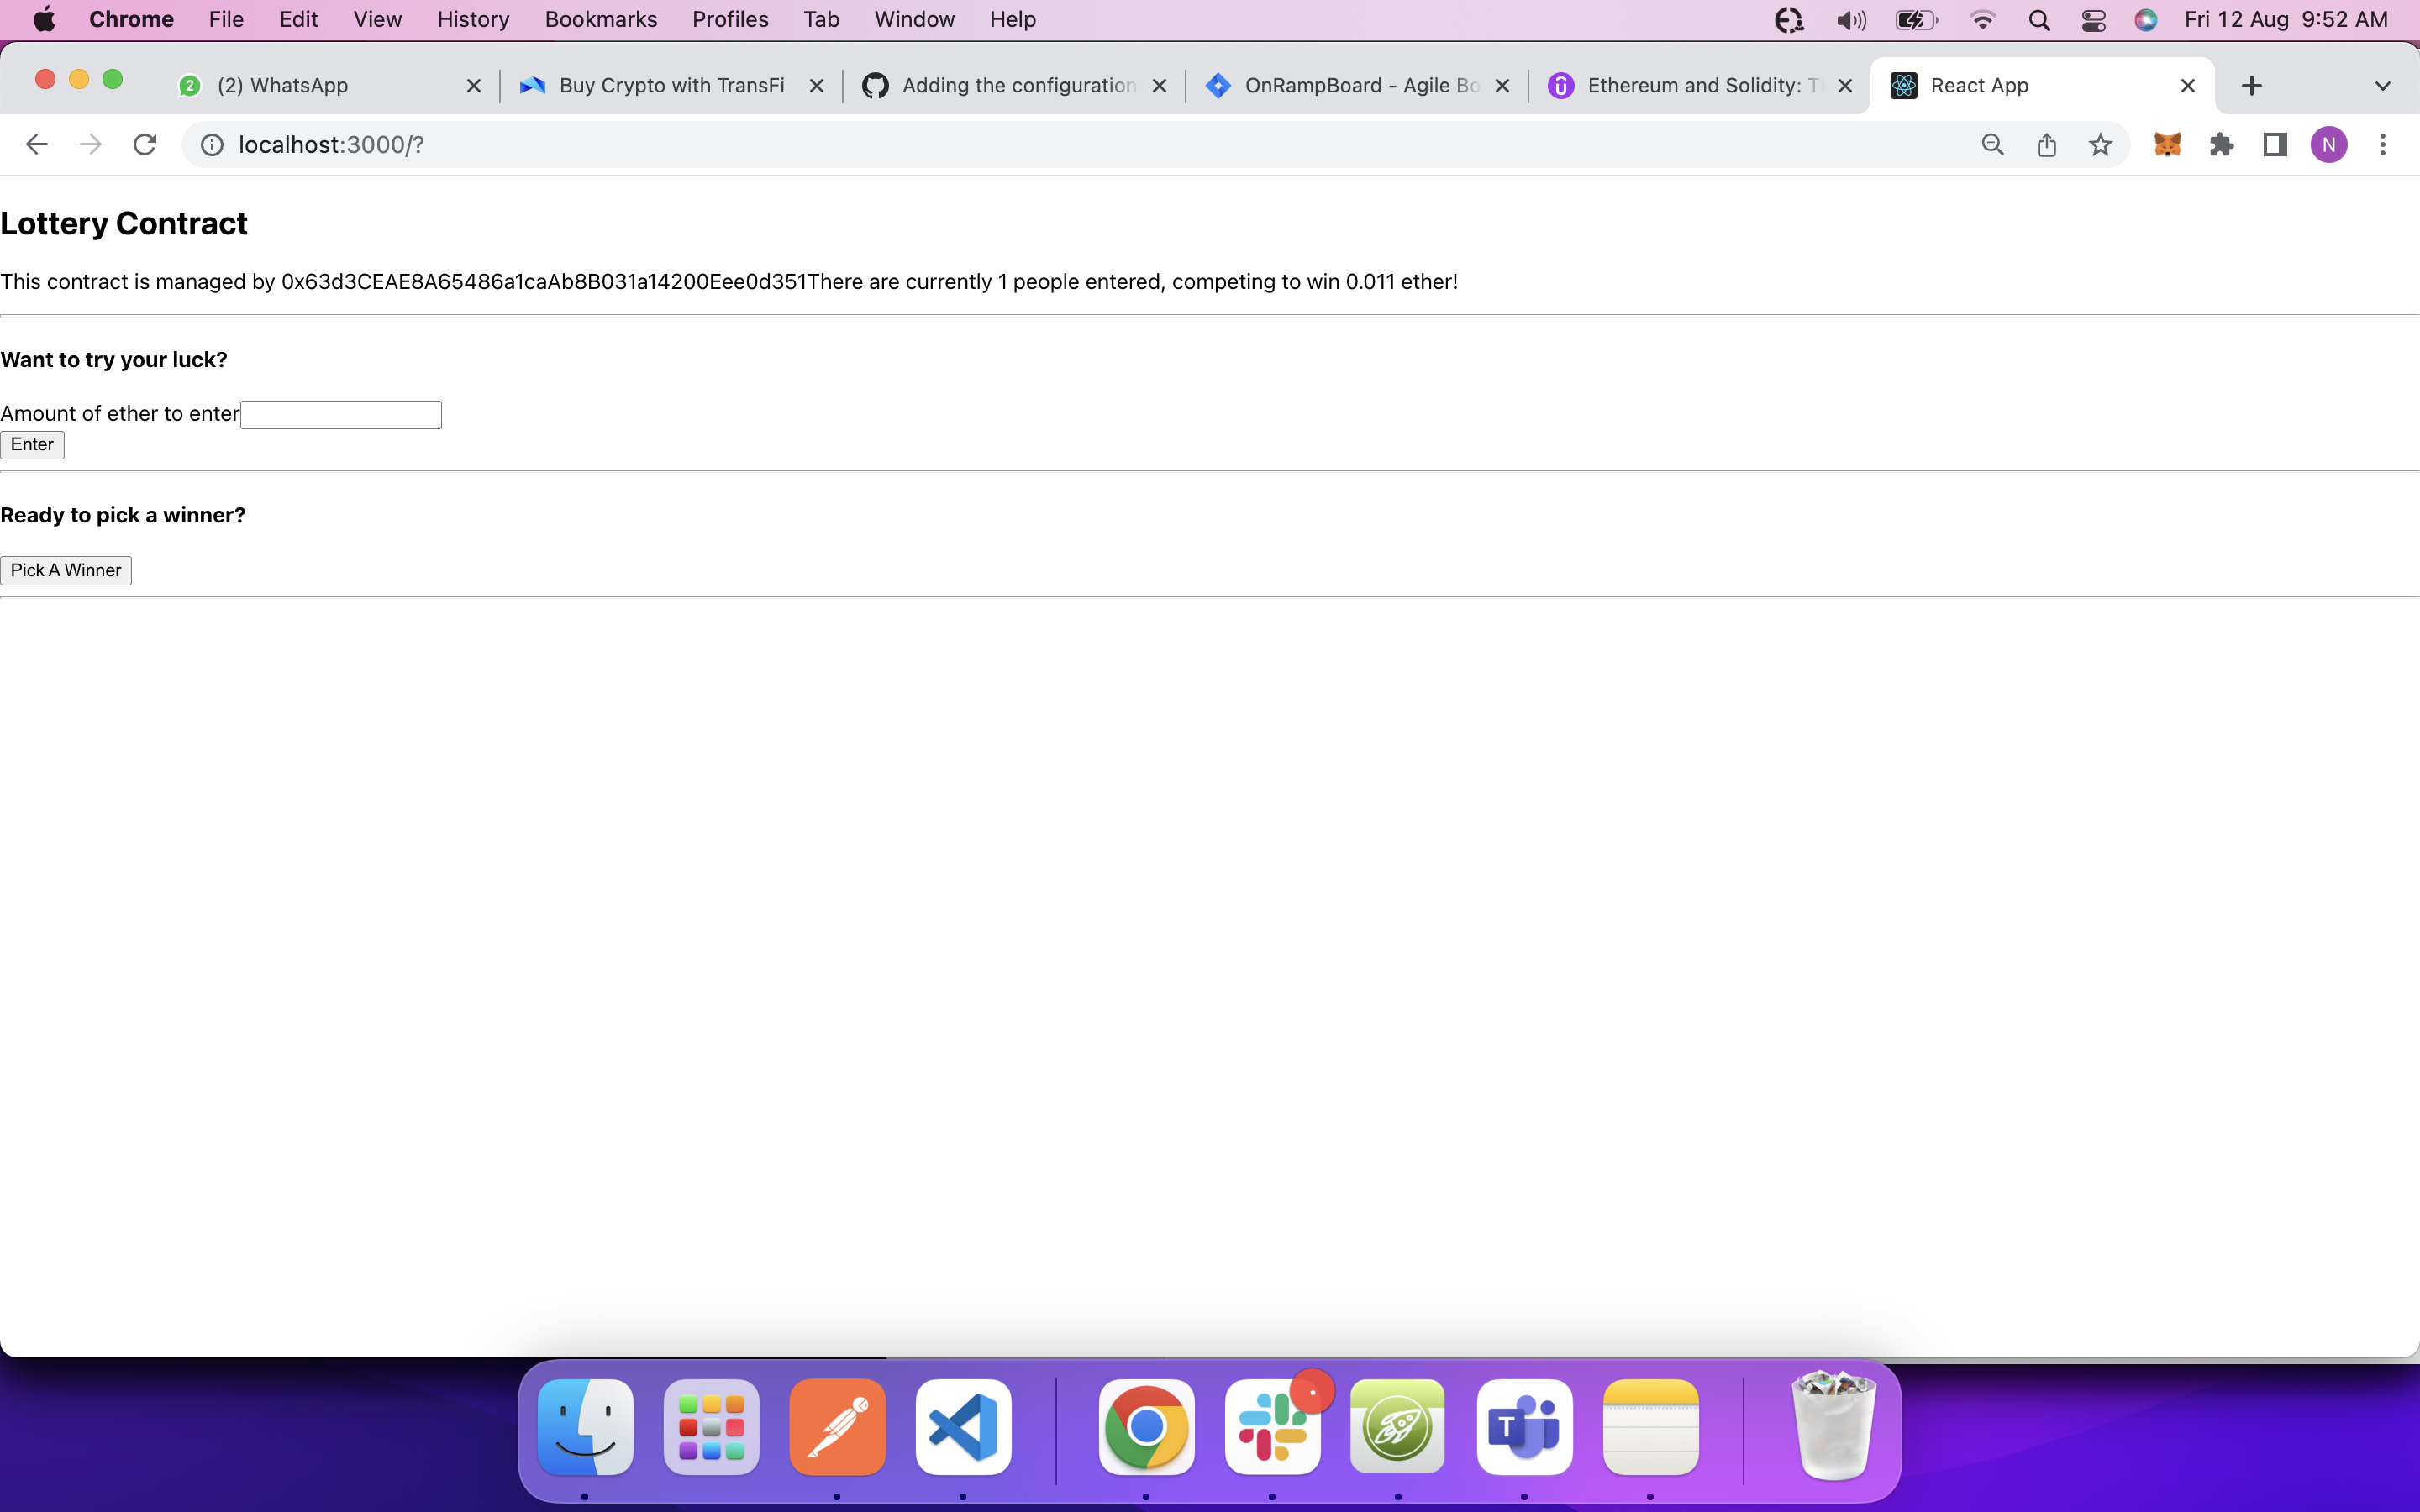 Chrome File Edit View History Bookmarks Profiles Tab Window Help Fri 12 Aug 9:52 AM
2 (2) WhatsApp Buy Crypto with TransFi Adding the configuration OnRampBoard - Agile Bo Ethereum and Solidity: T React App
localhost:3000/? N
Lottery Contract
This contract is managed by 0x63d3CEAE8A65486a1caAb8B031a14200Eee0d351There are currently 1 people entered, competing to win 0.011 ether!
Want to try your luck?
Amount of ether to enter
Enter
Ready to pick a winner?
Pick A Winner
T